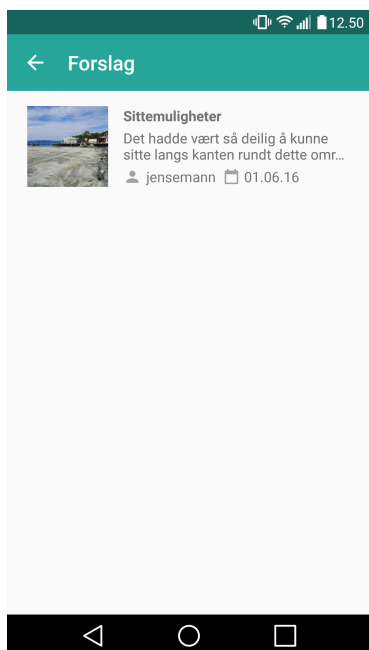 12.50
Forslag
Sittemuligheter
Det hadde vært så deilig å kunne
sitte langs kanten rundt dette omr...
jensemann 01.06.16